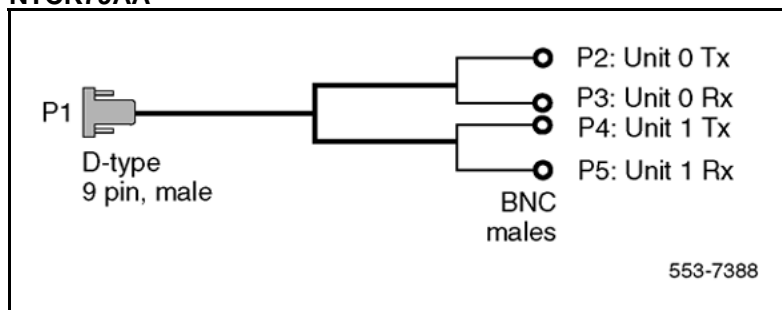 NTCK79AA
P1
D-type
9 pin, male
P2: Unit 0 Tx
P3: Unit 0 Rx
P4: Unit 1 Tx
P5: Unit 1 Rx
BNC
males
553-7388